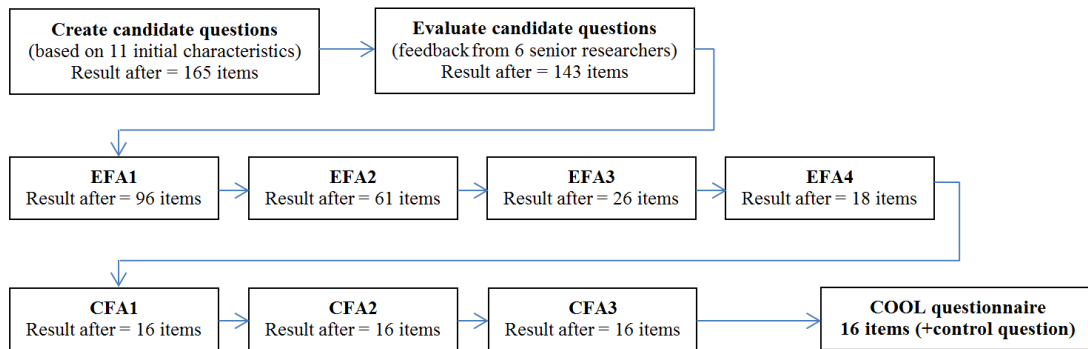 Create candidate questions
(based on 11 initial characteristics)
Result after = 165 items
Evaluate candidate questions
(feedback from 6 senior researchers)
Result after = 143 items
EFA1
Result after = 96 items
EFA2
Result after = 61 items
EFA3
Result after = 26 items
EFA4
Result after = 18 items
CFA1
Result after = 16 items
CFA2
Result after = 16 items
CFA3
Result after = 16 items
COOL questionnaire
16 items (+control question)